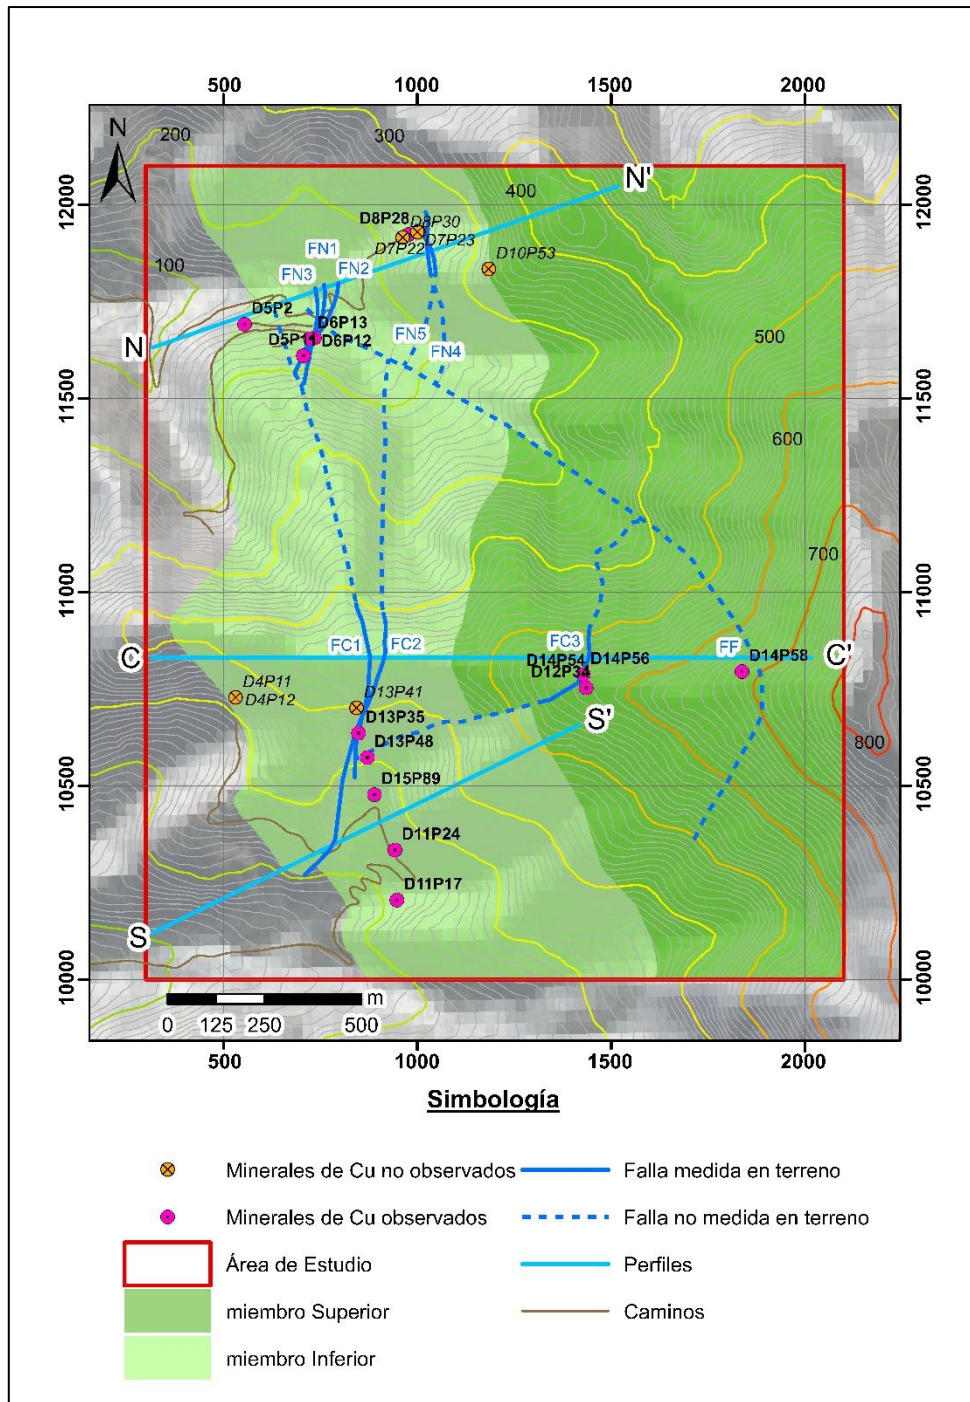 500 1000 1500 2000
N
200
300
12000
400
N'
12000
D8P28
D8P30
D7P22
D7P23
FN1
D10P53
100
FN3
FN2
D5P2
D6P13
N
D6P12
FN5
500
FN4
11500
11500
600
11000
700
11000
C
FC1
FC2
FC3
FF
C'
D14P54
D14P56
D14P58
D12P34
D4P11
D4P12
D13P41
D13P35
S'
D13P48
800
10500
D15P89
10500
D11P24
D11P17
S
10000
10000
m
0 125 250 500
500 1000 1500 2000
Simbología
Minerales de Cu no observados
Falla medida en terreno
Minerales de Cu observados
Falla no medida en terreno
Área de Estudio
Perfiles
miembro Superior
Caminos
miembro Inferior